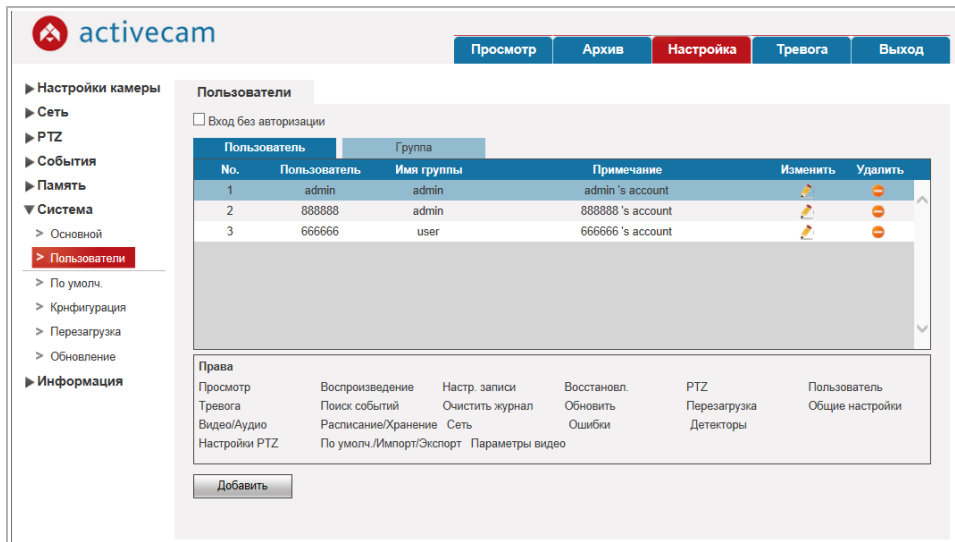 activecam
Просмотр Архив Настройка Тревога Выход
Настройки камеры
Сеть
PTZ
События
Память
Система
> Основной
> Пользователи
> По умолч.
> Крнфигурация
> Перезагрузка
> Обновление
Информация
Пользователи
Вход без авторизации
Пользователь Группа
No. Пользователь Имя группы Примечание Изменить Удалить
1 admin admin admin 's account
2 888888 admin 888888 's account
3 666666 user 666666 's account
Права
Просмотр Воспроизведение Настр. записи Восстановл. PTZ Пользователь
Тревога Поиск событий Очистить журнал Обновить Перезагрузка Общие настройки
Видео/Аудио Расписание/Хранение Сеть Ошибки Детекторы
Настройки PTZ По умолч./Импорт/Экспорт Параметры видео
Добавить